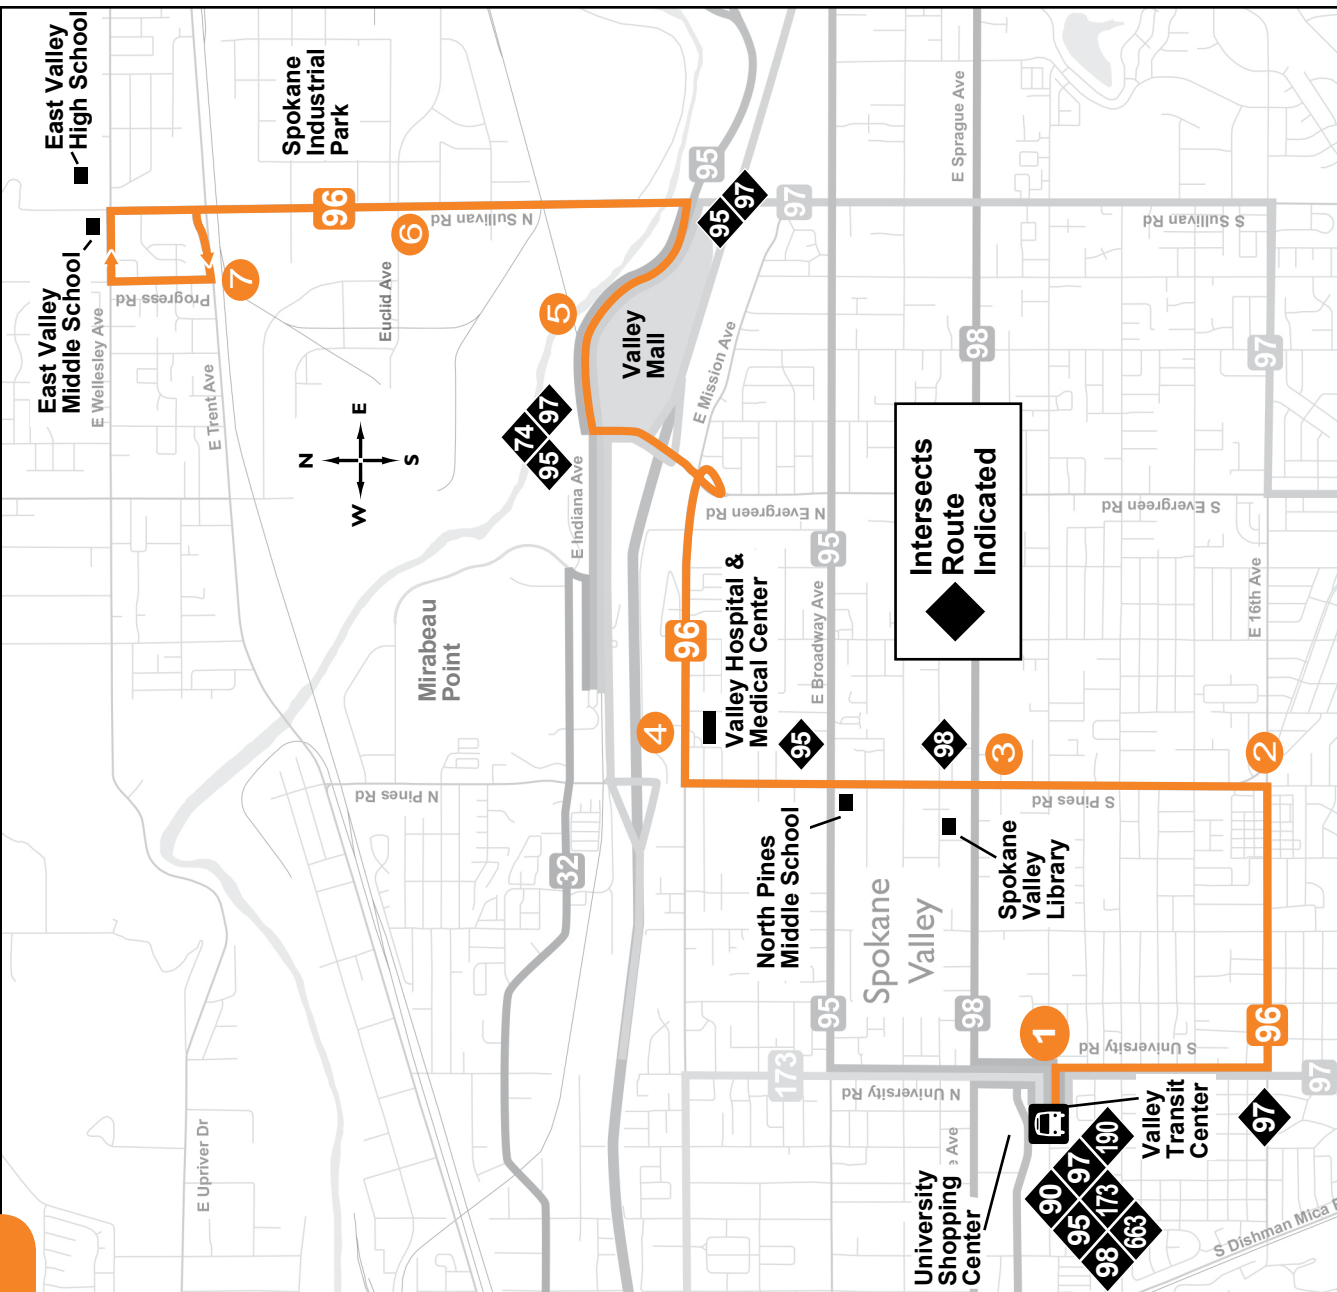 East Valley
High School
East Valley
Middle School
Spokane
Industrial
Park
E Wellesley Ave
Progress Rd
E Trent Ave
Euclid Ave
N Sullivan Rd
96
7
6
5
N
W
E
S
74
97
95
Valley
Mall
95
95
97
97
E Sprague Ave
S Sullivan Rd
E Mission Ave
98
97
E Indiana Ave
N Evergreen Rd
S Evergreen Rd
Mirabeau
Point
96
4
Valley Hospital &
Medical Center
95
95
E Broadway Ave
Intersects
Route
Indicated
E 16th Ave
98
3
2
N Pines Rd
S Pines Rd
32
North Pines
Middle School
Spokane
Valley
Library
Spokane
Valley
95
98
1
96
173
N University Rd
S University Rd
97
E Upriver Dr
University
Shopping
Center
e Ave
Valley
Transit
Center
90
97
190
95
173
98
663
97
S Dishman Mica R